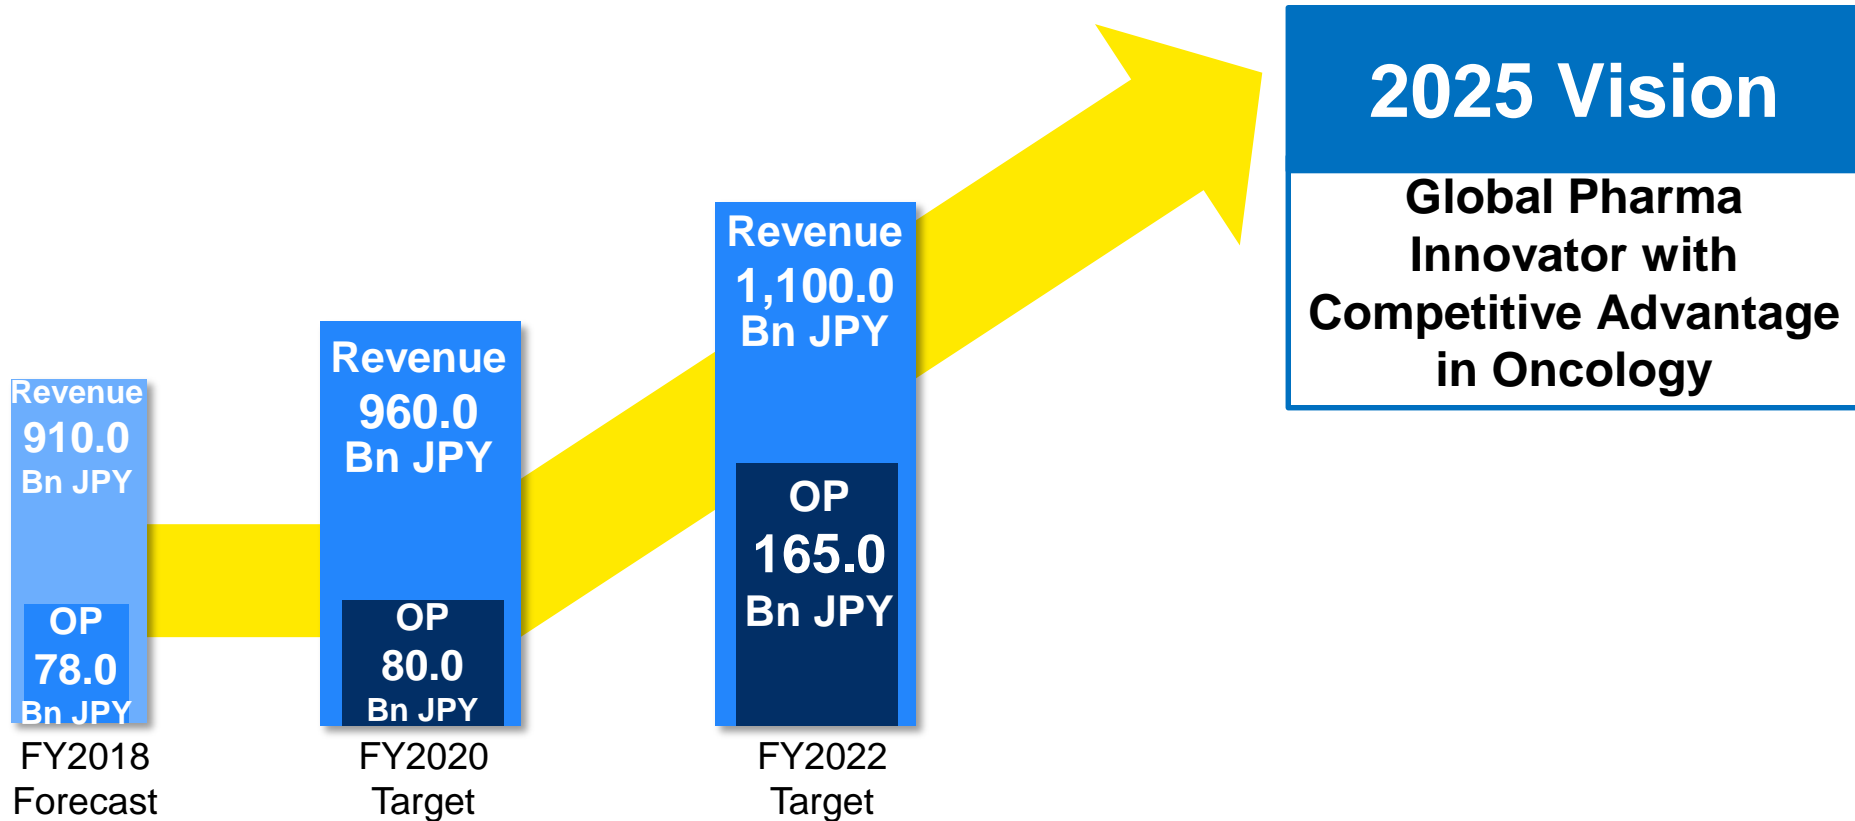 2025 Vision
Global Pharma
Innovator with
Competitive Advantage
in Oncology
Revenue
910.0
Bn JPY
OP
78.0
Bn JPY
FY2018
Forecast
Revenue
960.0
Bn JPY
OP
80.0
Bn JPY
FY2020
Target
Revenue
1,100.0
Bn JPY
OP
165.0
Bn JPY
FY2022
Target